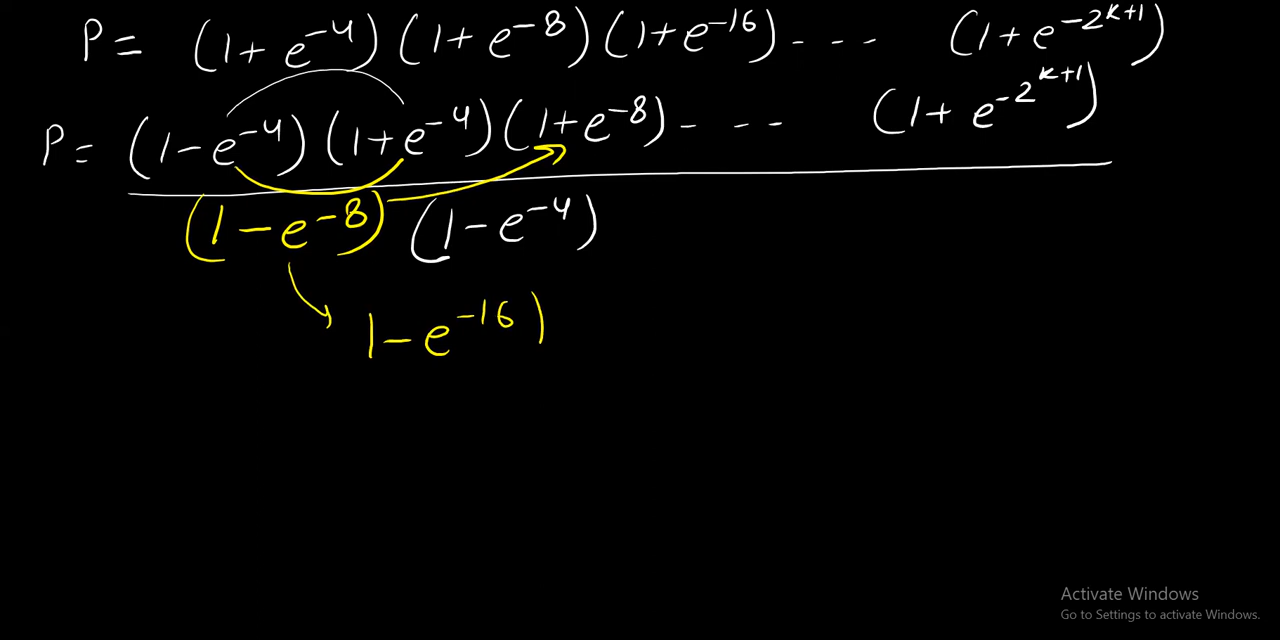 P = (1 + e^{-4}) (1 + e^{-8}) (1 + e^{-16}) - - - - - (1 + e^{-2^{k+1}})
P = (1 - e^{-4}) (1 + e^{-4}) (1 + e^{-8}) - - - - (1 + e^{-2^{k+1}})
(1 - e^{-8}) (1 - e^{-4})
1 - e^{-16})
Activate Windows
Go to Settings to activate Windows.